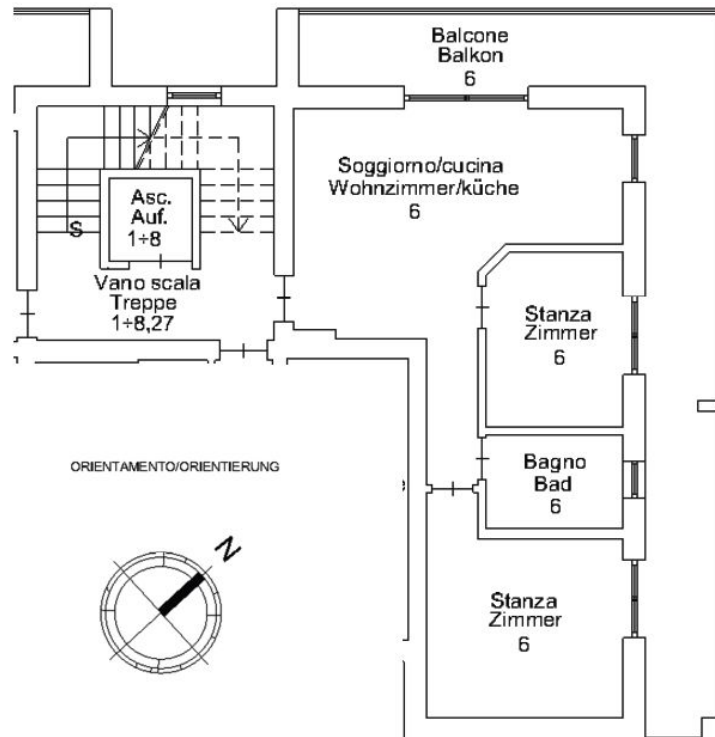 Balcone
Balkon
6
Soggiorno/cucina
Wohnzimmer/küche
6
Asc.
Auf.
1÷8
S
Vano scala
Treppe
1÷8,27
Stanza
Zimmer
6
Bagno
Bad
6
ORIENTAMENTO/ORIENTIERUNG
N
Stanza
Zimmer
6